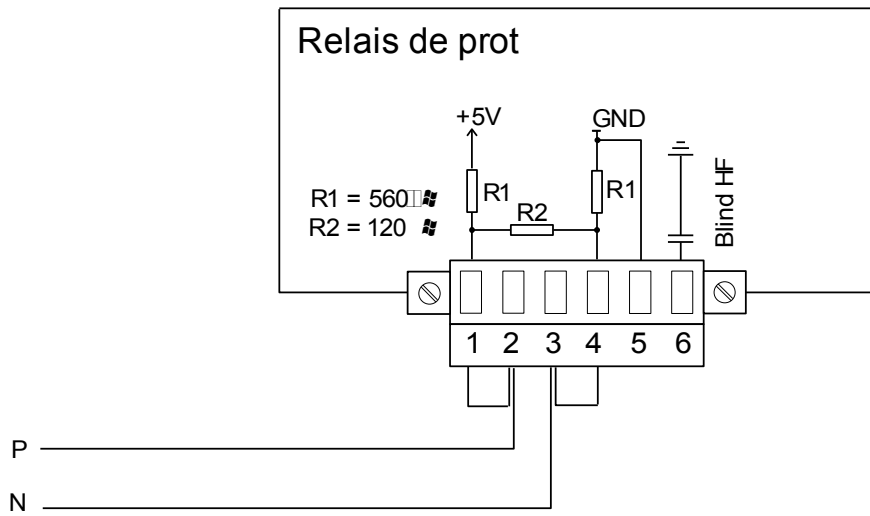 Relais de prot
+5V
GND
R1
R1
R2
R1 = 560
R2 = 120
Blind HF
1 2 3 4 5 6
P
N